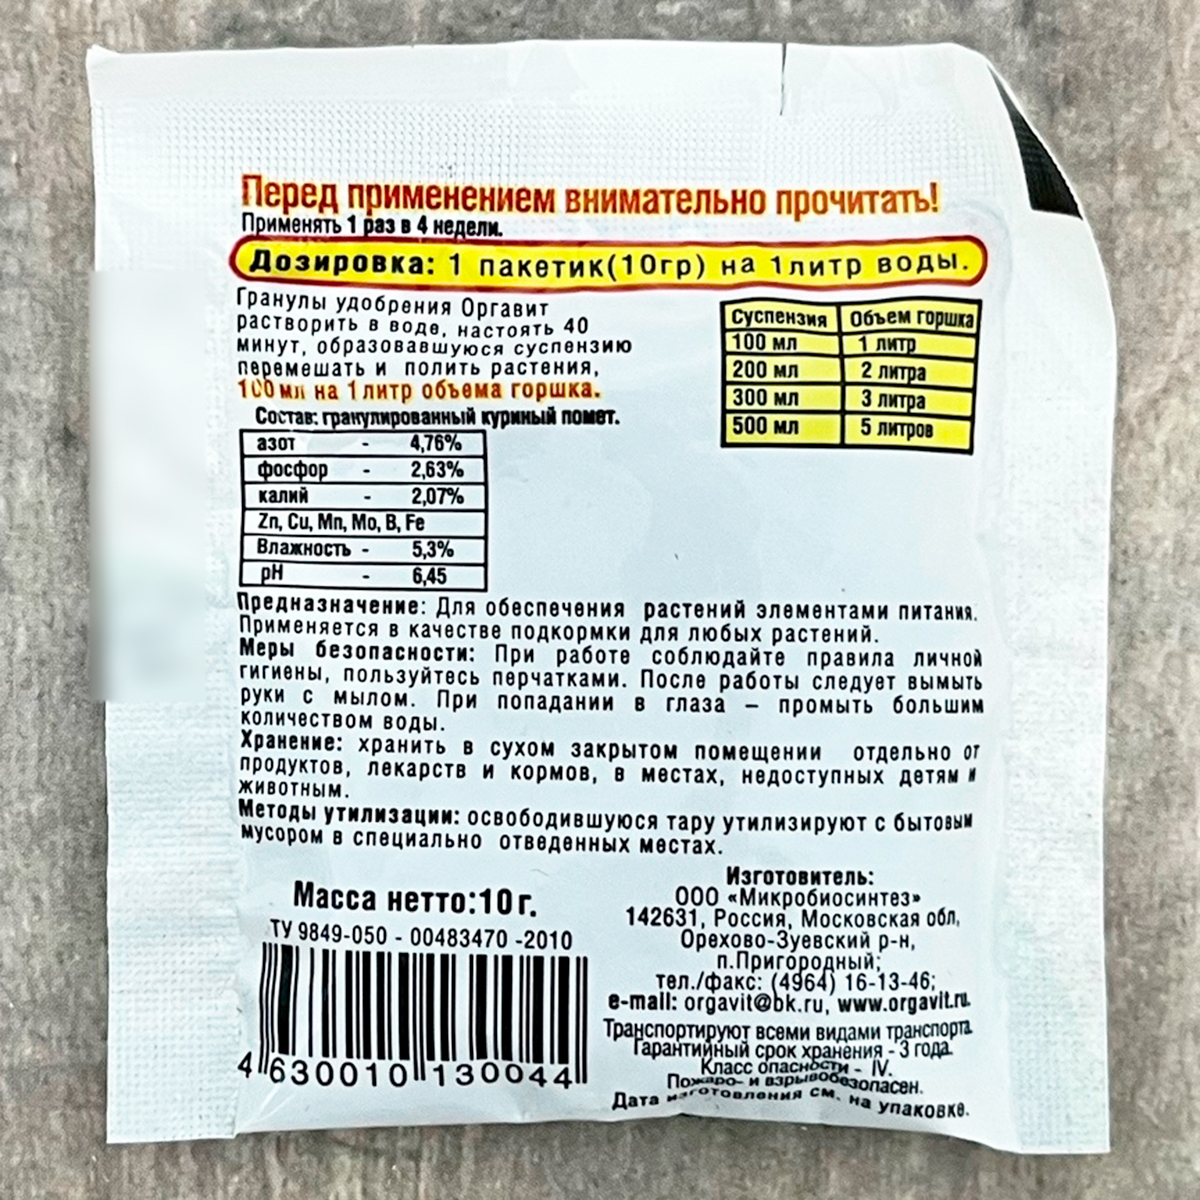 Перед применением внимательно прочитать!
Применять 1 раз в 4 недели.
Дозировка: 1 пакетик(10гр) на 1литр воды.
Гранулы удобрения Оргавит
растворить в воде, настоять 40
минут, образовавшуюся суспензию
перемешать и полить растения,
100 мл на 1 литр объема горшка.
Суспензия Объем горшка
100 мл 1 литр
200 мл 2 литра
300 мл 3 литра
500 мл 5 литров
Состав: гранулированный куриный помет.
азот - 4,76%
фосфор - 2,63%
калий - 2,07%
Zn, Cu, Mn, Mo, B, Fe
Влажность - 5,3%
pH - 6,45
Предназначение: Для обеспечения растений элементами питания.
Применяется в качестве подкормки для любых растений.
Меры безопасности: При работе соблюдайте правила личной
гигиены, пользуйтесь перчатками. После работы следует вымыть
руки с мылом. При попадании в глаза – промыть большим
количеством воды.
Хранение: хранить в сухом закрытом помещении отдельно от
продуктов, лекарств и кормов, в местах, недоступных детям и
животным.
Методы утилизации: освободившуюся тару утилизируют с бытовым
мусором в специально отведенных местах.
Масса нетто:10 г.
ТУ 9849-050 - 00483470 -2010
4 630010 130044
Изготовитель:
ООО «Микробиосинтез»
142631, Россия, Московская обл,
Орехово-Зуевский р-н,
п.Пригородный;
тел./факс: (4964) 16-13-46;
e-mail: orgavit@bk.ru, www.orgavit.ru.
Транспортируют всеми видами транспорта.
Гарантийный срок хранения - 3 года.
Класс опасности - IV.
Пожаро- и взрывобезопасен.
Дата изготовления см. на упаковке.